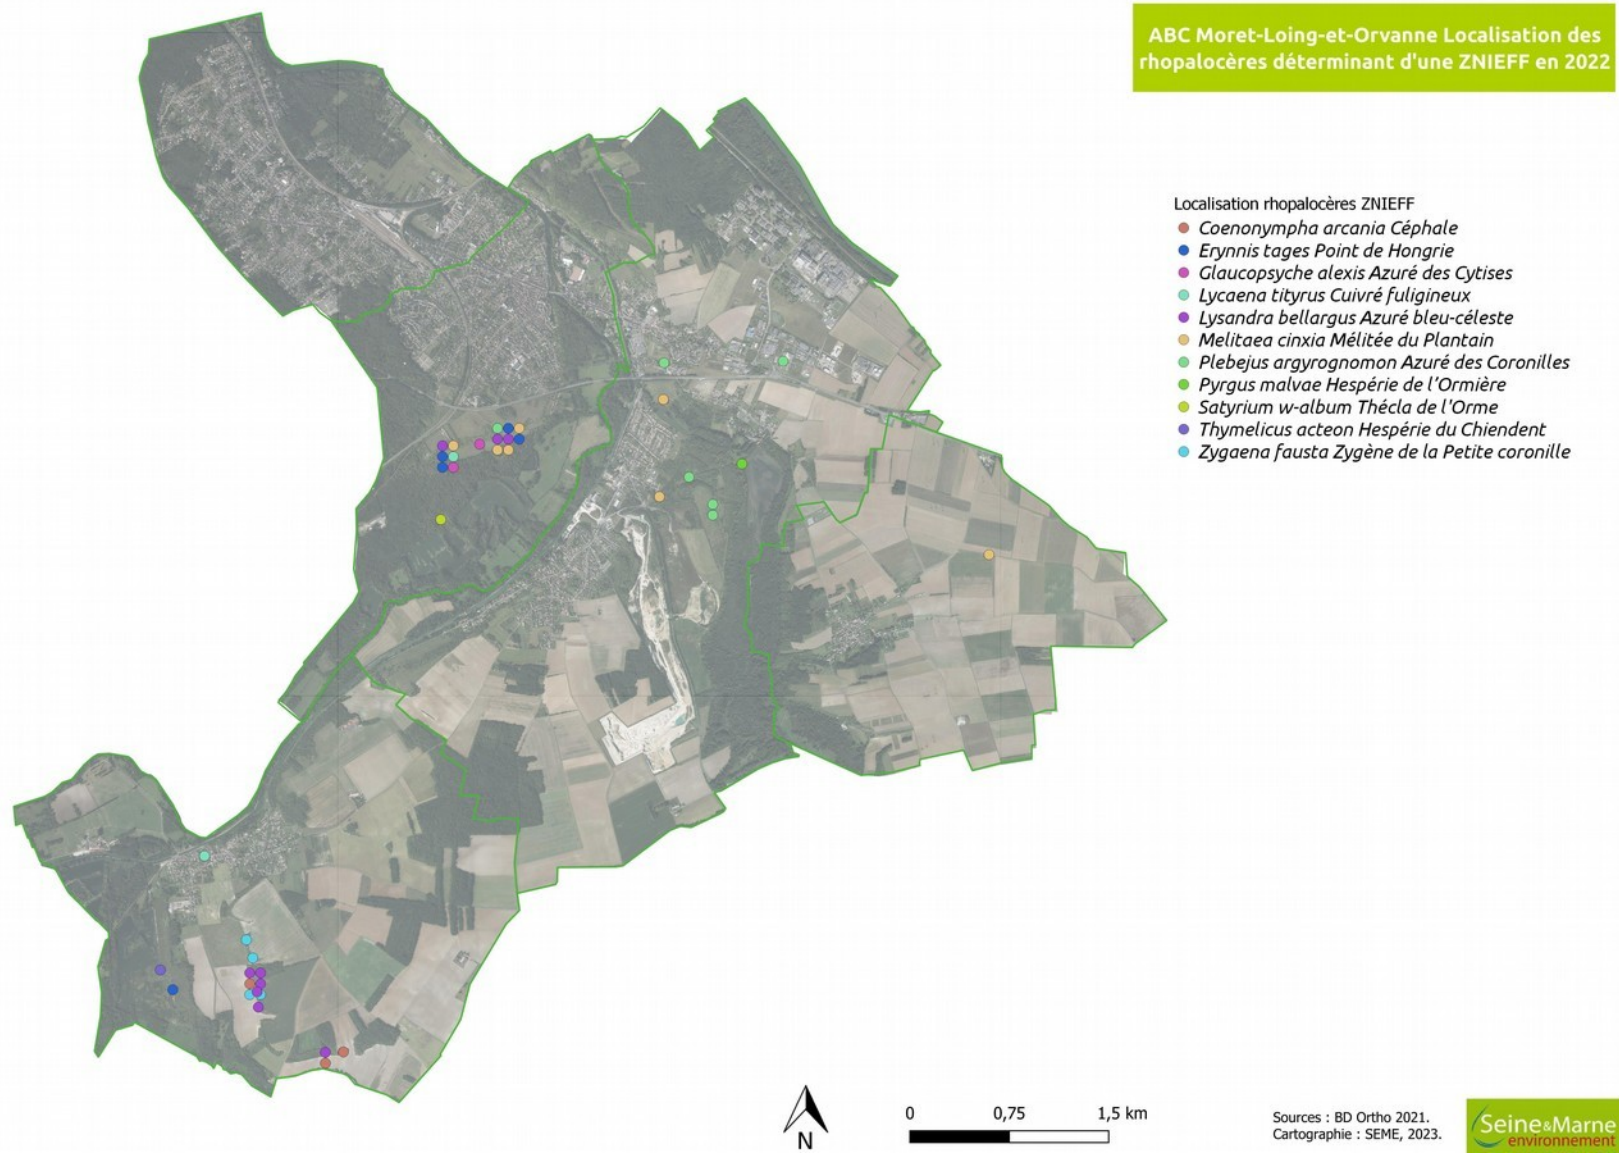 ABC Moret-Loing-et-Orvanne Localisation des
rhopalocères déterminant d'une ZNIEFF en 2022
Localisation rhopalocères ZNIEFF
Coenonympha arcania Céphale
Erynnis tages Point de Hongrie
Glaucopsyche alexis Azuré des Cytises
Lycaena tityrus Cuivré fuligineux
Lysandra bellargus Azuré bleu-céleste
Melitaea cinxia Mélitée du Plantain
Plebejus argyrognomon Azuré des Coronilles
Pyrgus malvae Hespérie de l'Ormière
Satyrium w-album Thécla de l'Orme
Thymelicus acteon Hespérie du Chiendent
Zygaena fausta Zygène de la Petite coronille
N
0 0,75 1,5 km
Sources : BD Ortho 2021.
Cartographie : SEME, 2023.
Seine&Marne
environnement